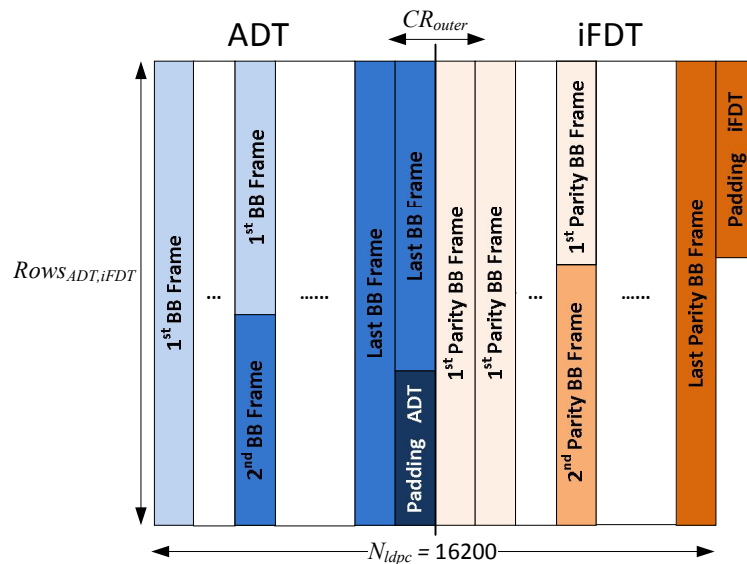 CR_outer
ADT
iFDT
Rows_ADT,iFDT
1st BB Frame
...
1st BB Frame
2nd BB Frame
......
Last BB Frame
Last BB Frame
Padding ADT
1st Parity BB Frame
1st Parity BB Frame
...
1st Parity BB Frame
2nd Parity BB Frame
......
Last Parity BB Frame
Padding iFDT
N_ldpc = 16200